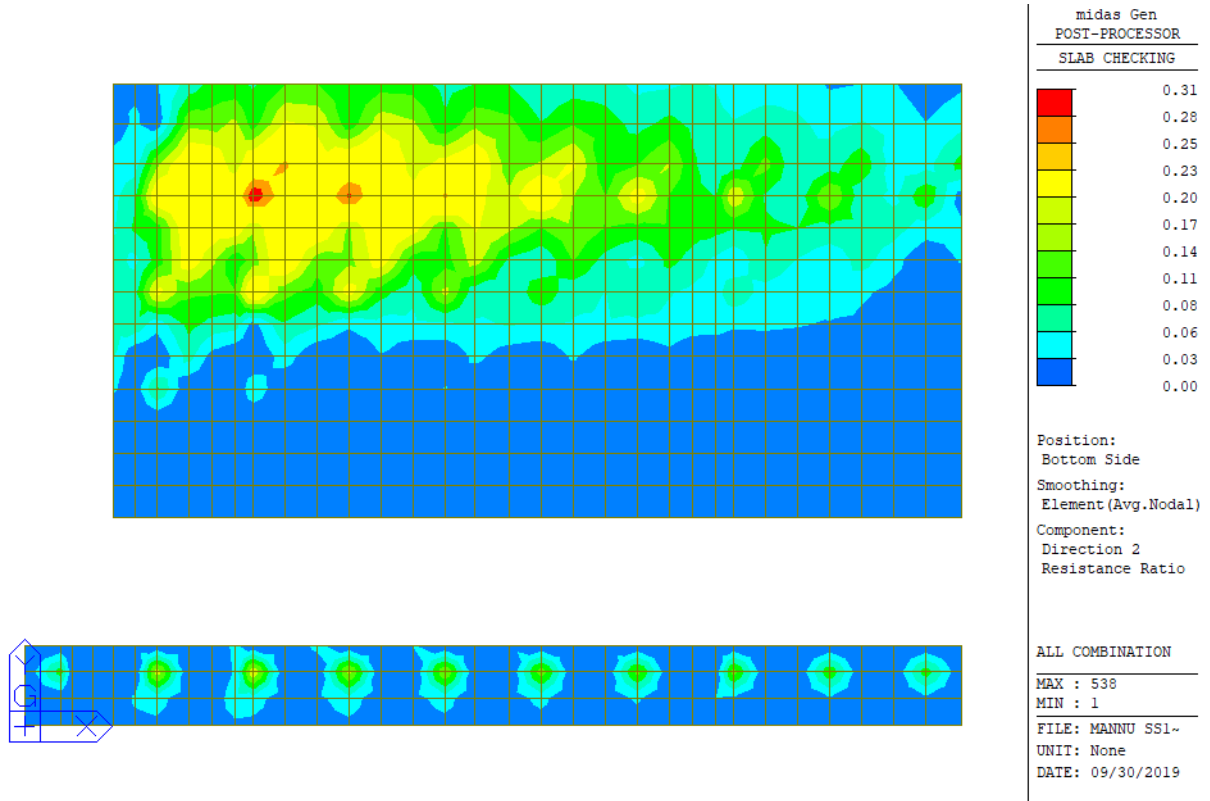 midas Gen
POST-PROCESSOR
SLAB CHECKING
0.31
0.28
0.25
0.23
0.20
0.17
0.14
0.11
0.08
0.06
0.03
0.00
Position:
Bottom Side
Smoothing:
Element(Avg.Nodal)
Component:
Direction 2
Resistance Ratio
ALL COMBINATION
MAX : 538
MIN : 1
FILE: MANNU SS1~
UNIT: None
DATE: 09/30/2019
Y
G
X